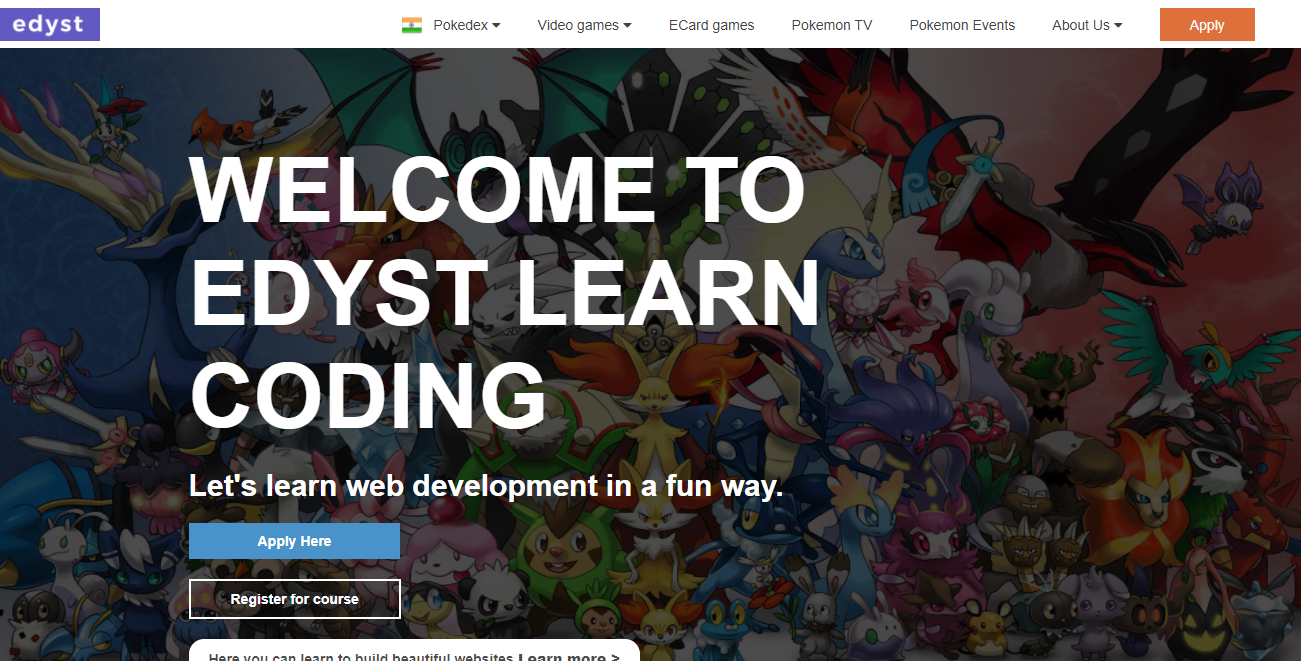 edyst
Pokedex
Video games
ECard games
Pokemon TV
Pokemon Events
About Us
Apply
WELCOME TO
EDYST LEARN
CODING
Let's learn web development in a fun way.
Apply Here
Register for course
Here you can learn to build beautiful websites Learn more >